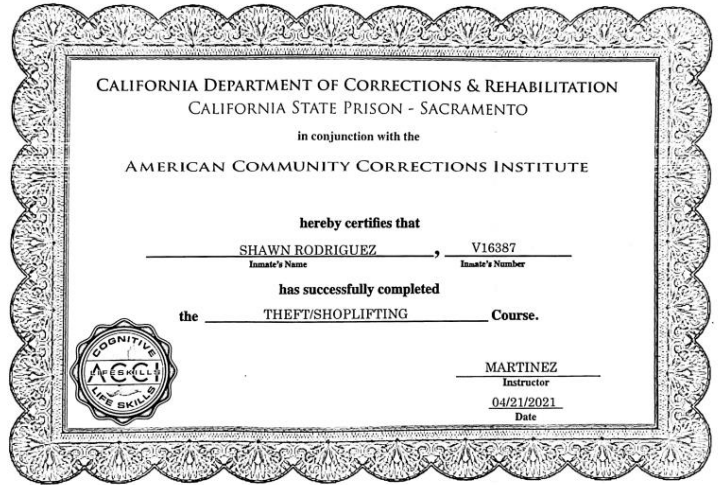 CALIFORNIA DEPARTMENT OF CORRECTIONS & REHABILITATION
CALIFORNIA STATE PRISON - SACRAMENTO
in conjunction with the
AMERICAN COMMUNITY CORRECTIONS INSTITUTE
hereby certifies that
SHAWN RODRIGUEZ, V16387
Inmate's Name Inmate's Number
has successfully completed
the THEFT/SHOPLIFTING Course.
COGNITIVE
ACCI
LIFESKILLS
LIFE SKILLS
MARTINEZ
Instructor
04/21/2021
Date